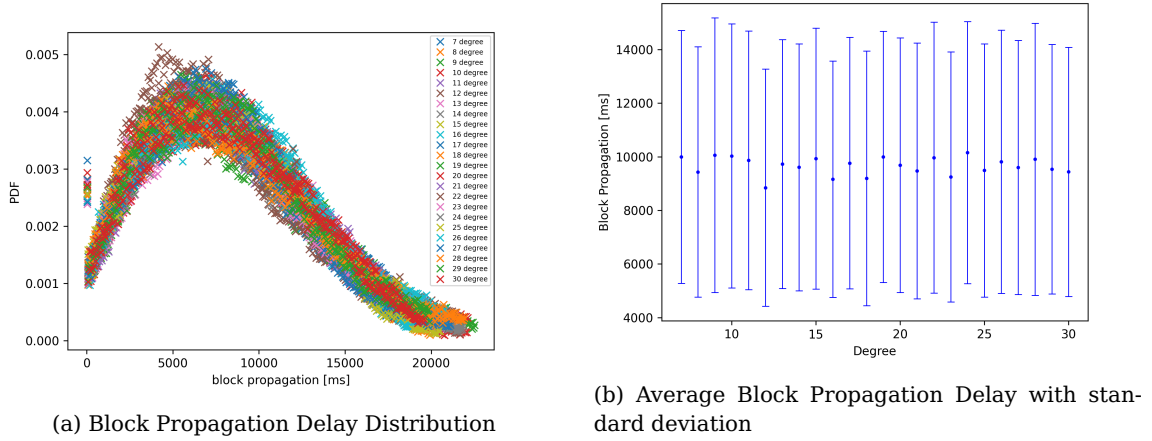 0.005
0.004
0.003
0.002
0.001
0.000
PDF
0
5000
10000
15000
20000
block propagation [ms]
7 degree
8 degree
9 degree
10 degree
11 degree
12 degree
13 degree
14 degree
15 degree
16 degree
17 degree
18 degree
19 degree
20 degree
21 degree
22 degree
23 degree
24 degree
25 degree
26 degree
27 degree
28 degree
29 degree
30 degree
(a) Block Propagation Delay Distribution
14000
12000
10000
8000
6000
4000
Block Propagation [ms]
10
15
20
25
30
Degree
(b) Average Block Propagation Delay with stan-
dard deviation